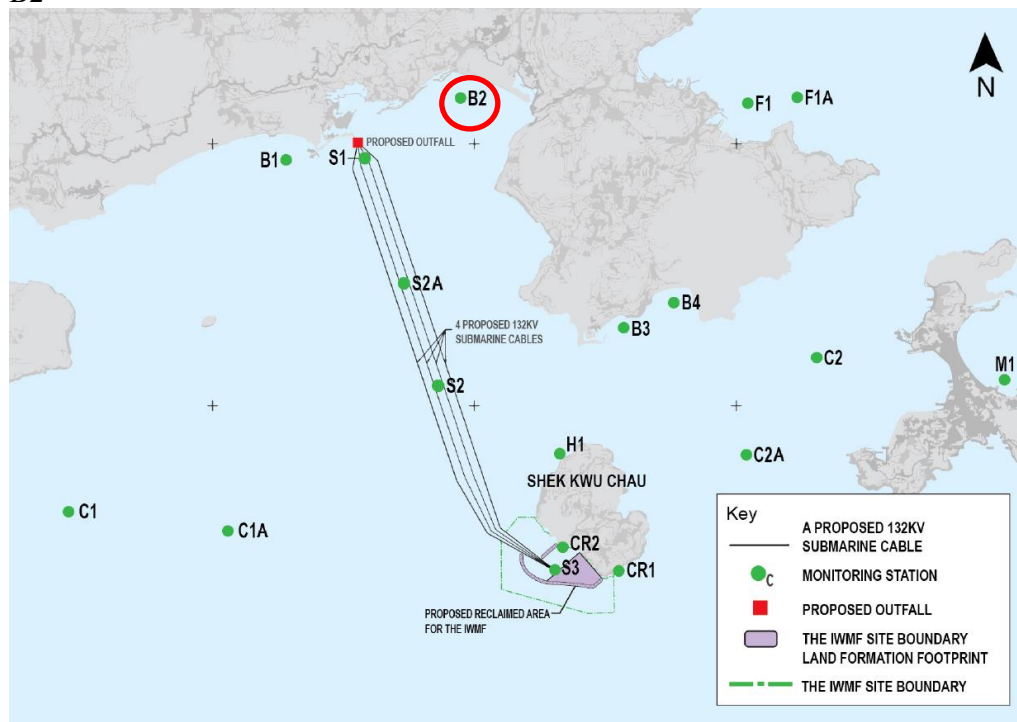 B2
N
B2
F1
F1A
PROPOSED OUTFALL
B1
S1
S2A
4 PROPOSED 132KV
SUBMARINE CABLES
B4
B3
C2
M1
S2
H1
C2A
SHEK KWU CHAU
C1
C1A
CR2
S3
CR1
PROPOSED RECLAIMED AREA
FOR THE IWMF
Key
A PROPOSED 132KV
SUBMARINE CABLE
C
MONITORING STATION
PROPOSED OUTFALL
THE IWMF SITE BOUNDARY
LAND FORMATION FOOTPRINT
THE IWMF SITE BOUNDARY